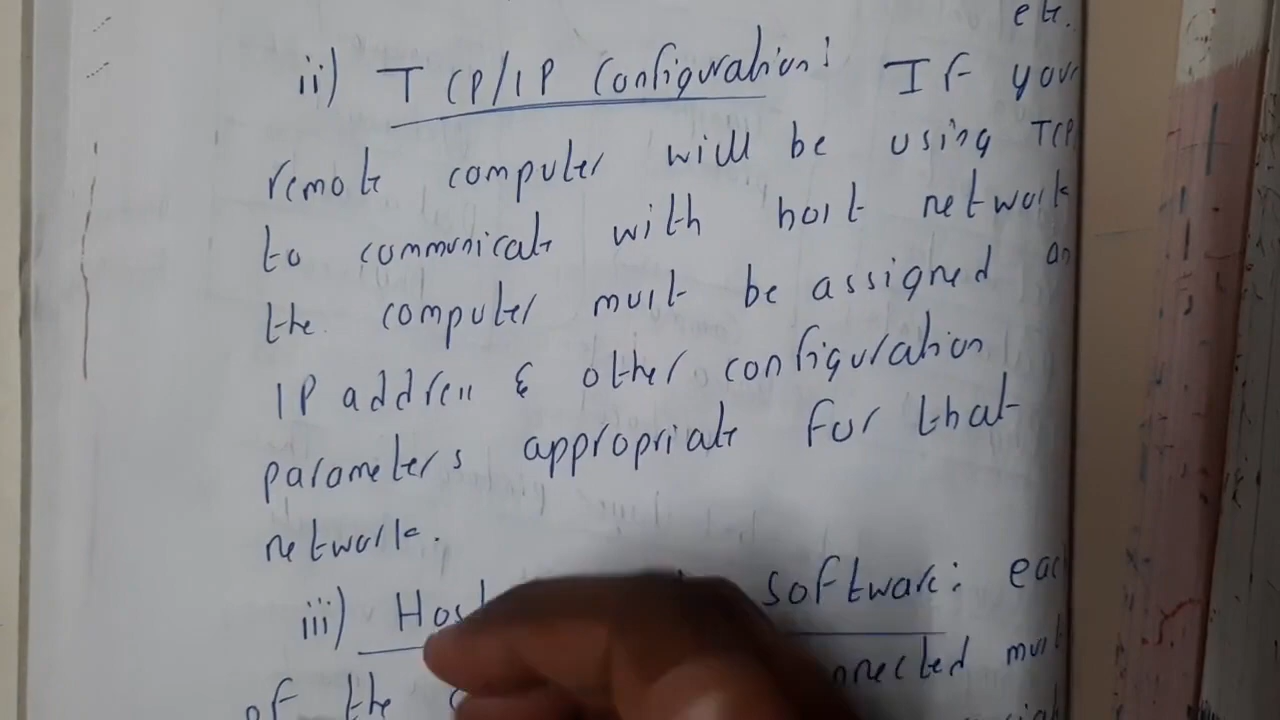 etc.
ii) TCP/IP Configuration: If your
remote computer will be using TCP
to communicate with host network
the computer must be assigned an
IP address & other configuration
parameters appropriate for that
network.
iii) Host software: each
of the must